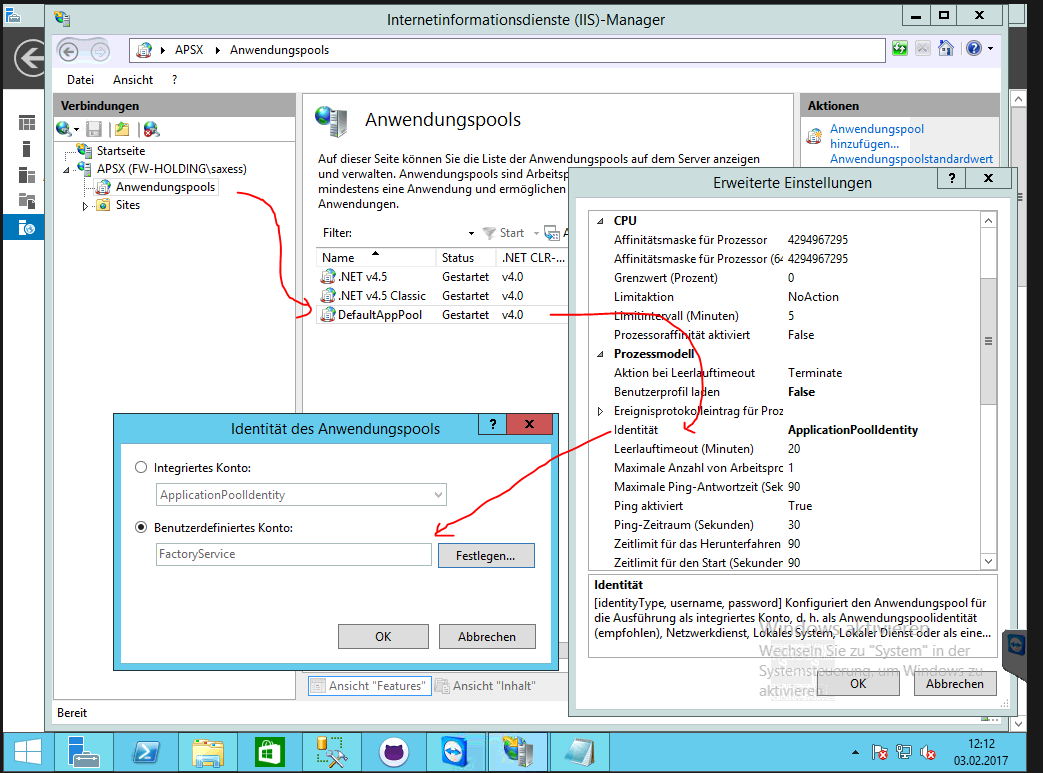 Internetinformationsdienste (IIS)-Manager
APSX
Anwendungspools
Datei Ansicht ?
Verbindungen
Startseite
APSX (FW-HOLDING\saxess)
Anwendungspools
Sites
Anwendungspools
Auf dieser Seite können Sie die Liste der Anwendungspools auf dem Server anzeigen
und verwalten. Anwendungspools sind Arbeitsp
mindestens eine Anwendung und ermöglichen
Anwendungen.
Filter: Start A
Name Status .NET CLR-...
.NET v4.5 Gestartet v4.0
.NET v4.5 Classic Gestartet v4.0
DefaultAppPool Gestartet v4.0
Aktionen
Anwendungspool
hinzufügen...
Anwendungspoolstandardwert
Erweiterte Einstellungen
? X
CPU
Affinitätsmaske für Prozessor 4294967295
Affinitätsmaske für Prozessor (64 4294967295
Grenzwert (Prozent) 0
Limitaktion NoAction
Limitintervall (Minuten) 5
Prozessoraffinität aktiviert False
Prozessmodell
Aktion bei Leerlauftimeout Terminate
Benutzerprofil laden False
Ereignisprotokolleintrag für Proz
Identität ApplicationPoolIdentity
Leerlauftimeout (Minuten) 20
Maximale Anzahl von Arbeitsprc 1
Maximale Ping-Antwortzeit (Sek 90
Ping aktiviert True
Ping-Zeitraum (Sekunden) 30
Zeitlimit für das Herunterfahren 90
Zeitlimit für den Start (Sekunder 90
Identität
[identityType, username, password] Konfiguriert den Anwendungspool für
die Ausführung als integriertes Konto, d. h. als Anwendungspoolidentität
(empfohlen), Netzwerkdienst, Lokales System, Lokaler Dienst oder als eine...
Windows aktivieren
Wechseln Sie zu "System" in der
Systemsteuerung, um Windows zu
aktivieren.
OK Abbrechen
Identität des Anwendungspools
? X
Integriertes Konto:
ApplicationPoolIdentity
Benutzerdefiniertes Konto:
FactoryService Festlegen...
OK Abbrechen
Ansicht "Features" Ansicht "Inhalt"
Bereit
12:12
03.02.2017